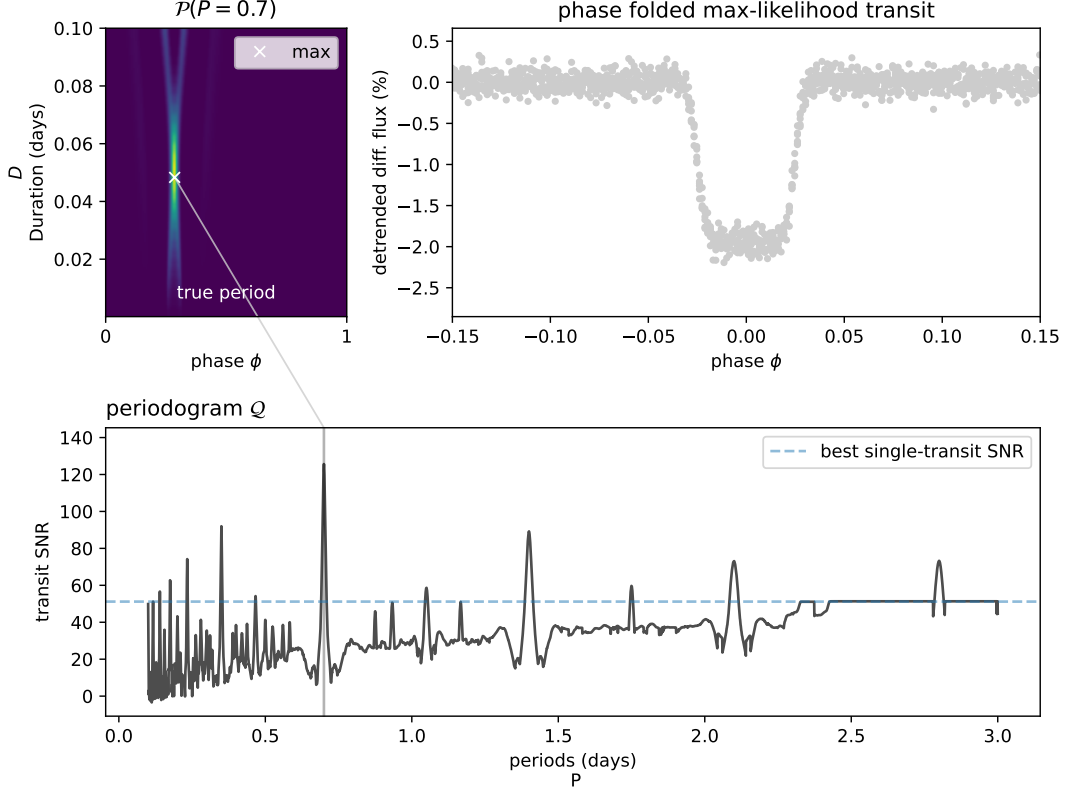 𝒫(P = 0.7)
0.10
0.08
0.06
0.04
0.02
D
Duration (days)
× max
true period
0 1
phase ϕ
phase folded max-likelihood transit
0.5
0.0
−0.5
−1.0
−1.5
−2.0
−2.5
detrended diff. flux (%)
−0.15 −0.10 −0.05 0.00 0.05 0.10 0.15
phase ϕ
periodogram 𝒬
140
120
100
80
60
40
20
0
transit SNR
best single-transit SNR
0.0 0.5 1.0 1.5 2.0 2.5 3.0
periods (days)
P